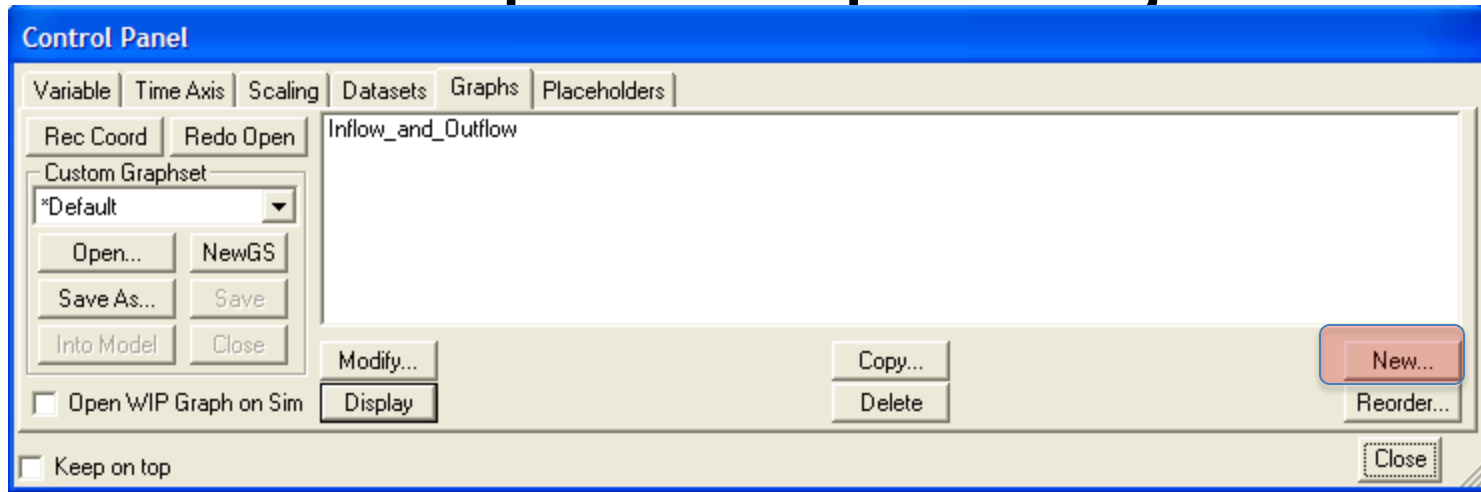 Control Panel
Variable Time Axis Scaling Datasets Graphs Placeholders
Rec Coord Redo Open Inflow_and_Outflow
Custom Graphset
*Default
Open... NewGS
Save As... Save
Into Model Close
Modify... Copy... New...
Open WIP Graph on Sim Display Delete Reorder...
Keep on top Close